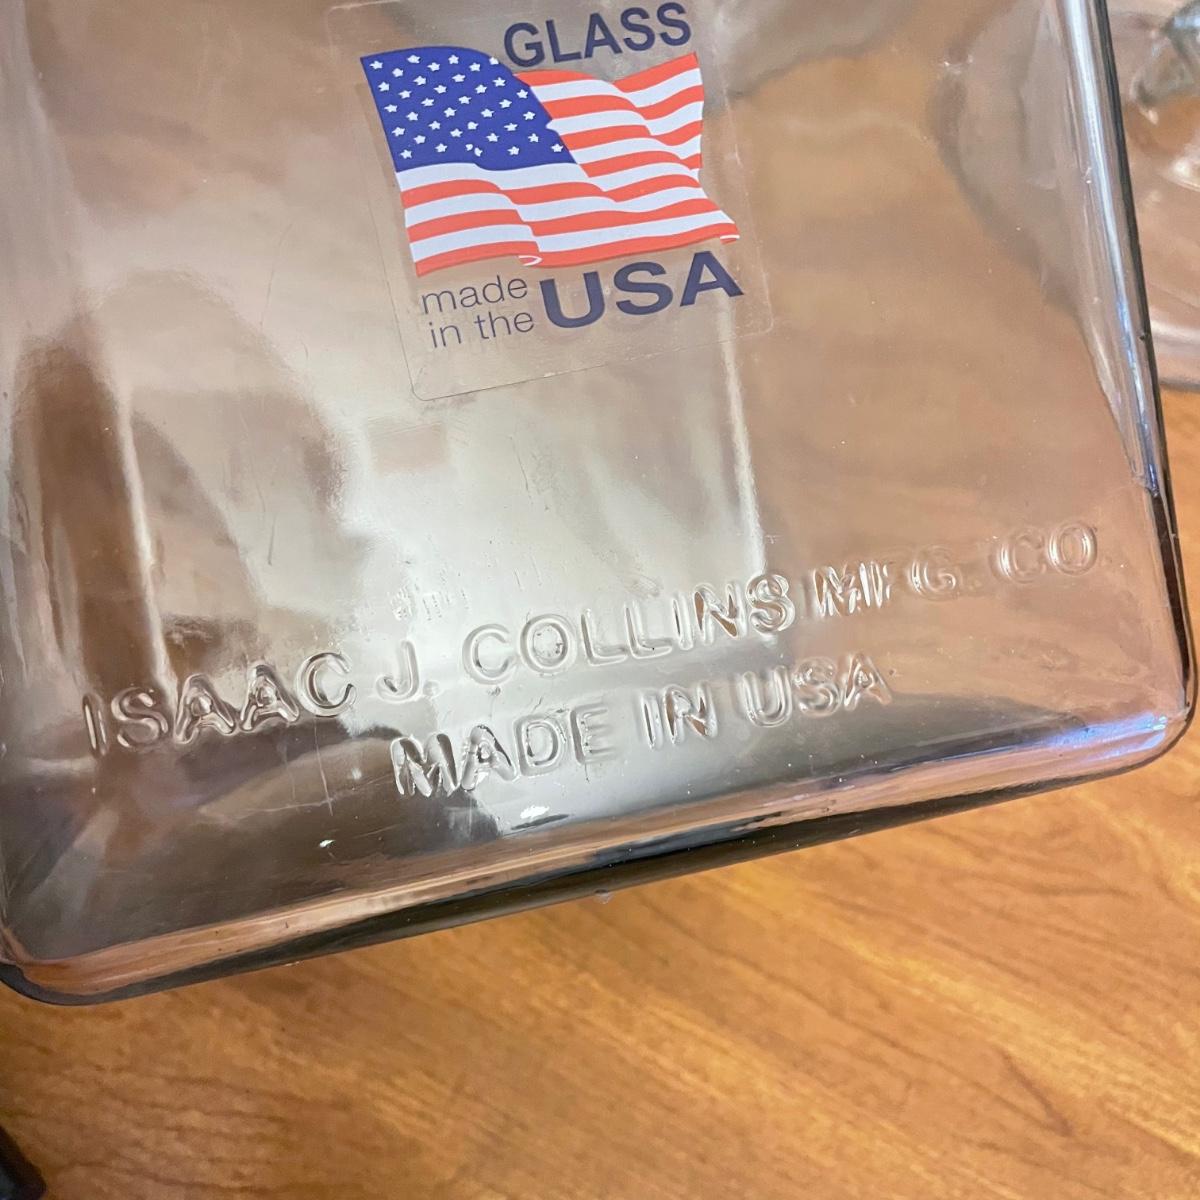 GLASS
made
in the USA
ISAAC J. COLLINS MFG. CO.
MADE IN USA